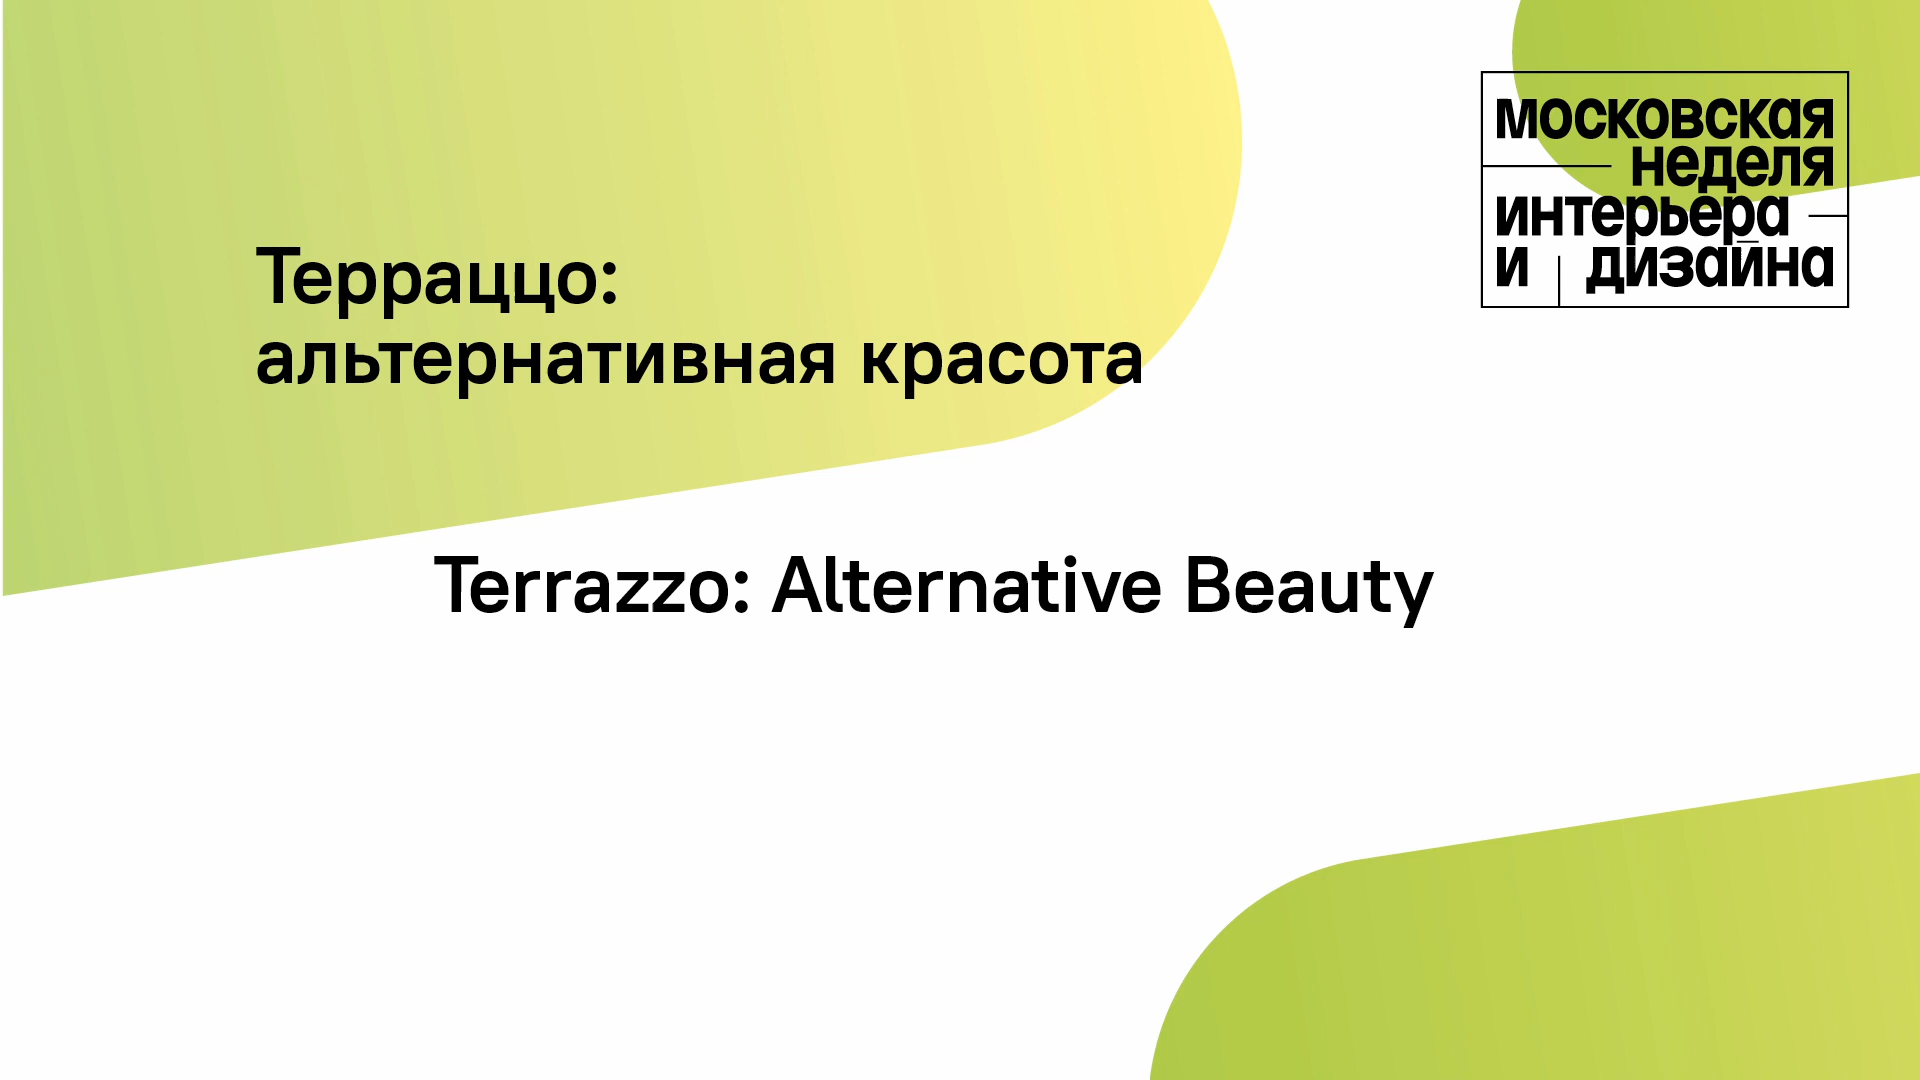 Терраццо:
альтернативная красота
Terrazzo: Alternative Beauty
московская
неделя
интерьера
и дизайна